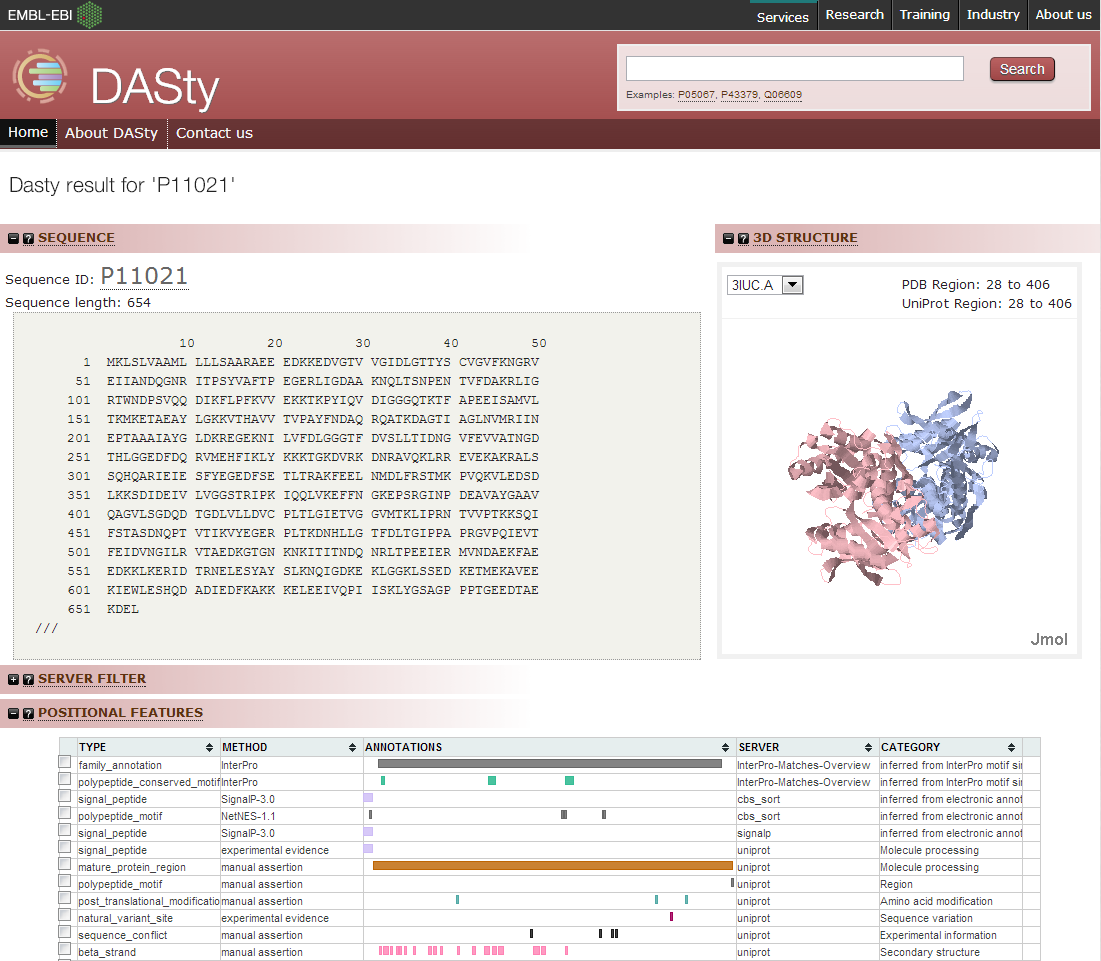 EMBL-EBI
Services Research Training Industry About us
DASty
Search
Examples: P05067, P43379, Q06609
Home About DASty Contact us
Dasty result for 'P11021'
SEQUENCE
Sequence ID: P11021
Sequence length: 654
10 20 30 40 50
1 MKLSLVAAML LLLSAARAEE EDKKEDVGTV VGIDLGTTYS CVGVFKNGRV
51 EIIANDQGNR ITPSYVAFTP EGERLIGDAA KNQLTSNPEN TVFDAKRLIG
101 RTWNDPSVQQ DIKFLPFKVV EKKTKPYIQV DIGGGQTKTF APEEISAMVL
151 TKMKETAEAY LGKKVTHAVV TVPAYFNDAQ RQATKDAGTI AGLNVMRIIN
201 EPTAAAIAYG LDKREGEKNI LVFDLGGGTF DVSLLTIDNG VFEVVATNGD
251 THLGGEDFDQ RVMEHFIKLY KKKTGKDVRK DNRAVQKLRR EVEKAKRALS
301 SQHQARIEIE SFYEGEDFSE TLTRAKFEEL NMDLFRSTMK PVQKVLEDSD
351 LKKSDIDEIV LVGGSTRIPK IQQLVKEFFN GKEPSRGINP DEAVAYGAAV
401 QAGVLSGDQD TGDLVLLDVC PLTLGIETVG GVMTKLIPRN TVVPTKKSQI
451 FSTASDNQPT VTIKVYEGER PLTKDNHLLG TFDLTGIPPA PRGVPQIEVT
501 FEIDVNGILR VTAEDKGTGN KNKITITNDQ NRLTPEEIER MVNDAEKFAE
551 EDKKLKERID TRNELESYAY SLKNQIGDKE KLGGKLSSED KETMEKAVEE
601 KIEWLESHQD ADIEDFKAKK KELEEIVQPI ISKLYGSAGP PPTGEEDTAE
651 KDEL
///
3D STRUCTURE
3IUC.A
PDB Region: 28 to 406
UniProt Region: 28 to 406
Jmol
SERVER FILTER
POSITIONAL FEATURES
TYPE METHOD ANNOTATIONS SERVER CATEGORY
family_annotation InterPro InterPro-Matches-Overview inferred from InterPro motif si
polypeptide_conserved_motif InterPro InterPro-Matches-Overview inferred from InterPro motif si
signal_peptide SignalP-3.0 cbs_sort inferred from electronic annot
polypeptide_motif NetNES-1.1 cbs_sort inferred from electronic annot
signal_peptide SignalP-3.0 signalp inferred from electronic annot
signal_peptide experimental evidence uniprot Molecule processing
mature_protein_region manual assertion uniprot Molecule processing
polypeptide_motif manual assertion uniprot Region
post_translational_modificatio manual assertion uniprot Amino acid modification
natural_variant_site experimental evidence uniprot Sequence variation
sequence_conflict manual assertion uniprot Experimental information
beta_strand manual assertion uniprot Secondary structure